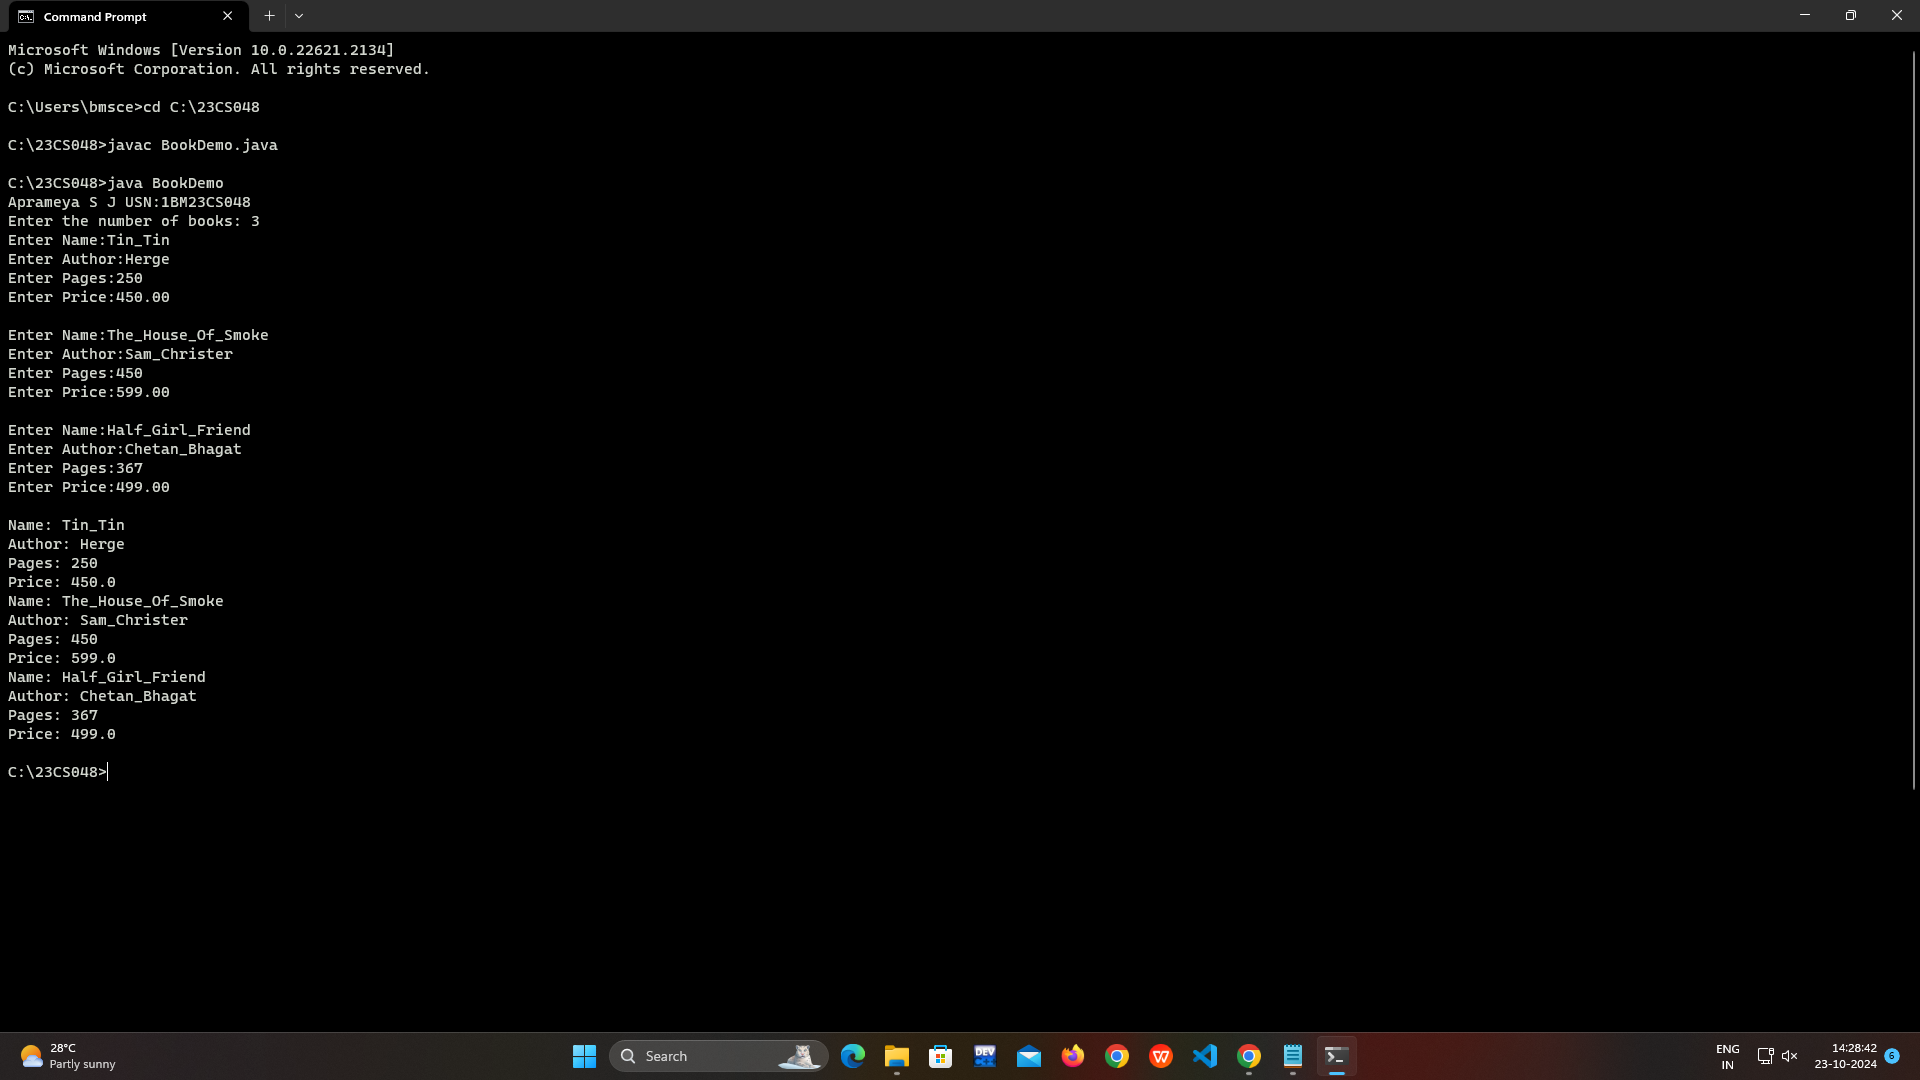 Command Prompt
Microsoft Windows [Version 10.0.22621.2134]
(c) Microsoft Corporation. All rights reserved.
C:\Users\bmsce>cd C:\23CS048
C:\23CS048>javac BookDemo.java
C:\23CS048>java BookDemo
Aprameya S J USN:1BM23CS048
Enter the number of books: 3
Enter Name:Tin_Tin
Enter Author:Herge
Enter Pages:250
Enter Price:450.00
Enter Name:The_House_Of_Smoke
Enter Author:Sam_Christer
Enter Pages:450
Enter Price:599.00
Enter Name:Half_Girl_Friend
Enter Author:Chetan_Bhagat
Enter Pages:367
Enter Price:499.00
Name: Tin_Tin
Author: Herge
Pages: 250
Price: 450.0
Name: The_House_Of_Smoke
Author: Sam_Christer
Pages: 450
Price: 599.0
Name: Half_Girl_Friend
Author: Chetan_Bhagat
Pages: 367
Price: 499.0
C:\23CS048>
28°C
Partly sunny
Search
DEV
ENG
IN
14:28:42
23-10-2024
6